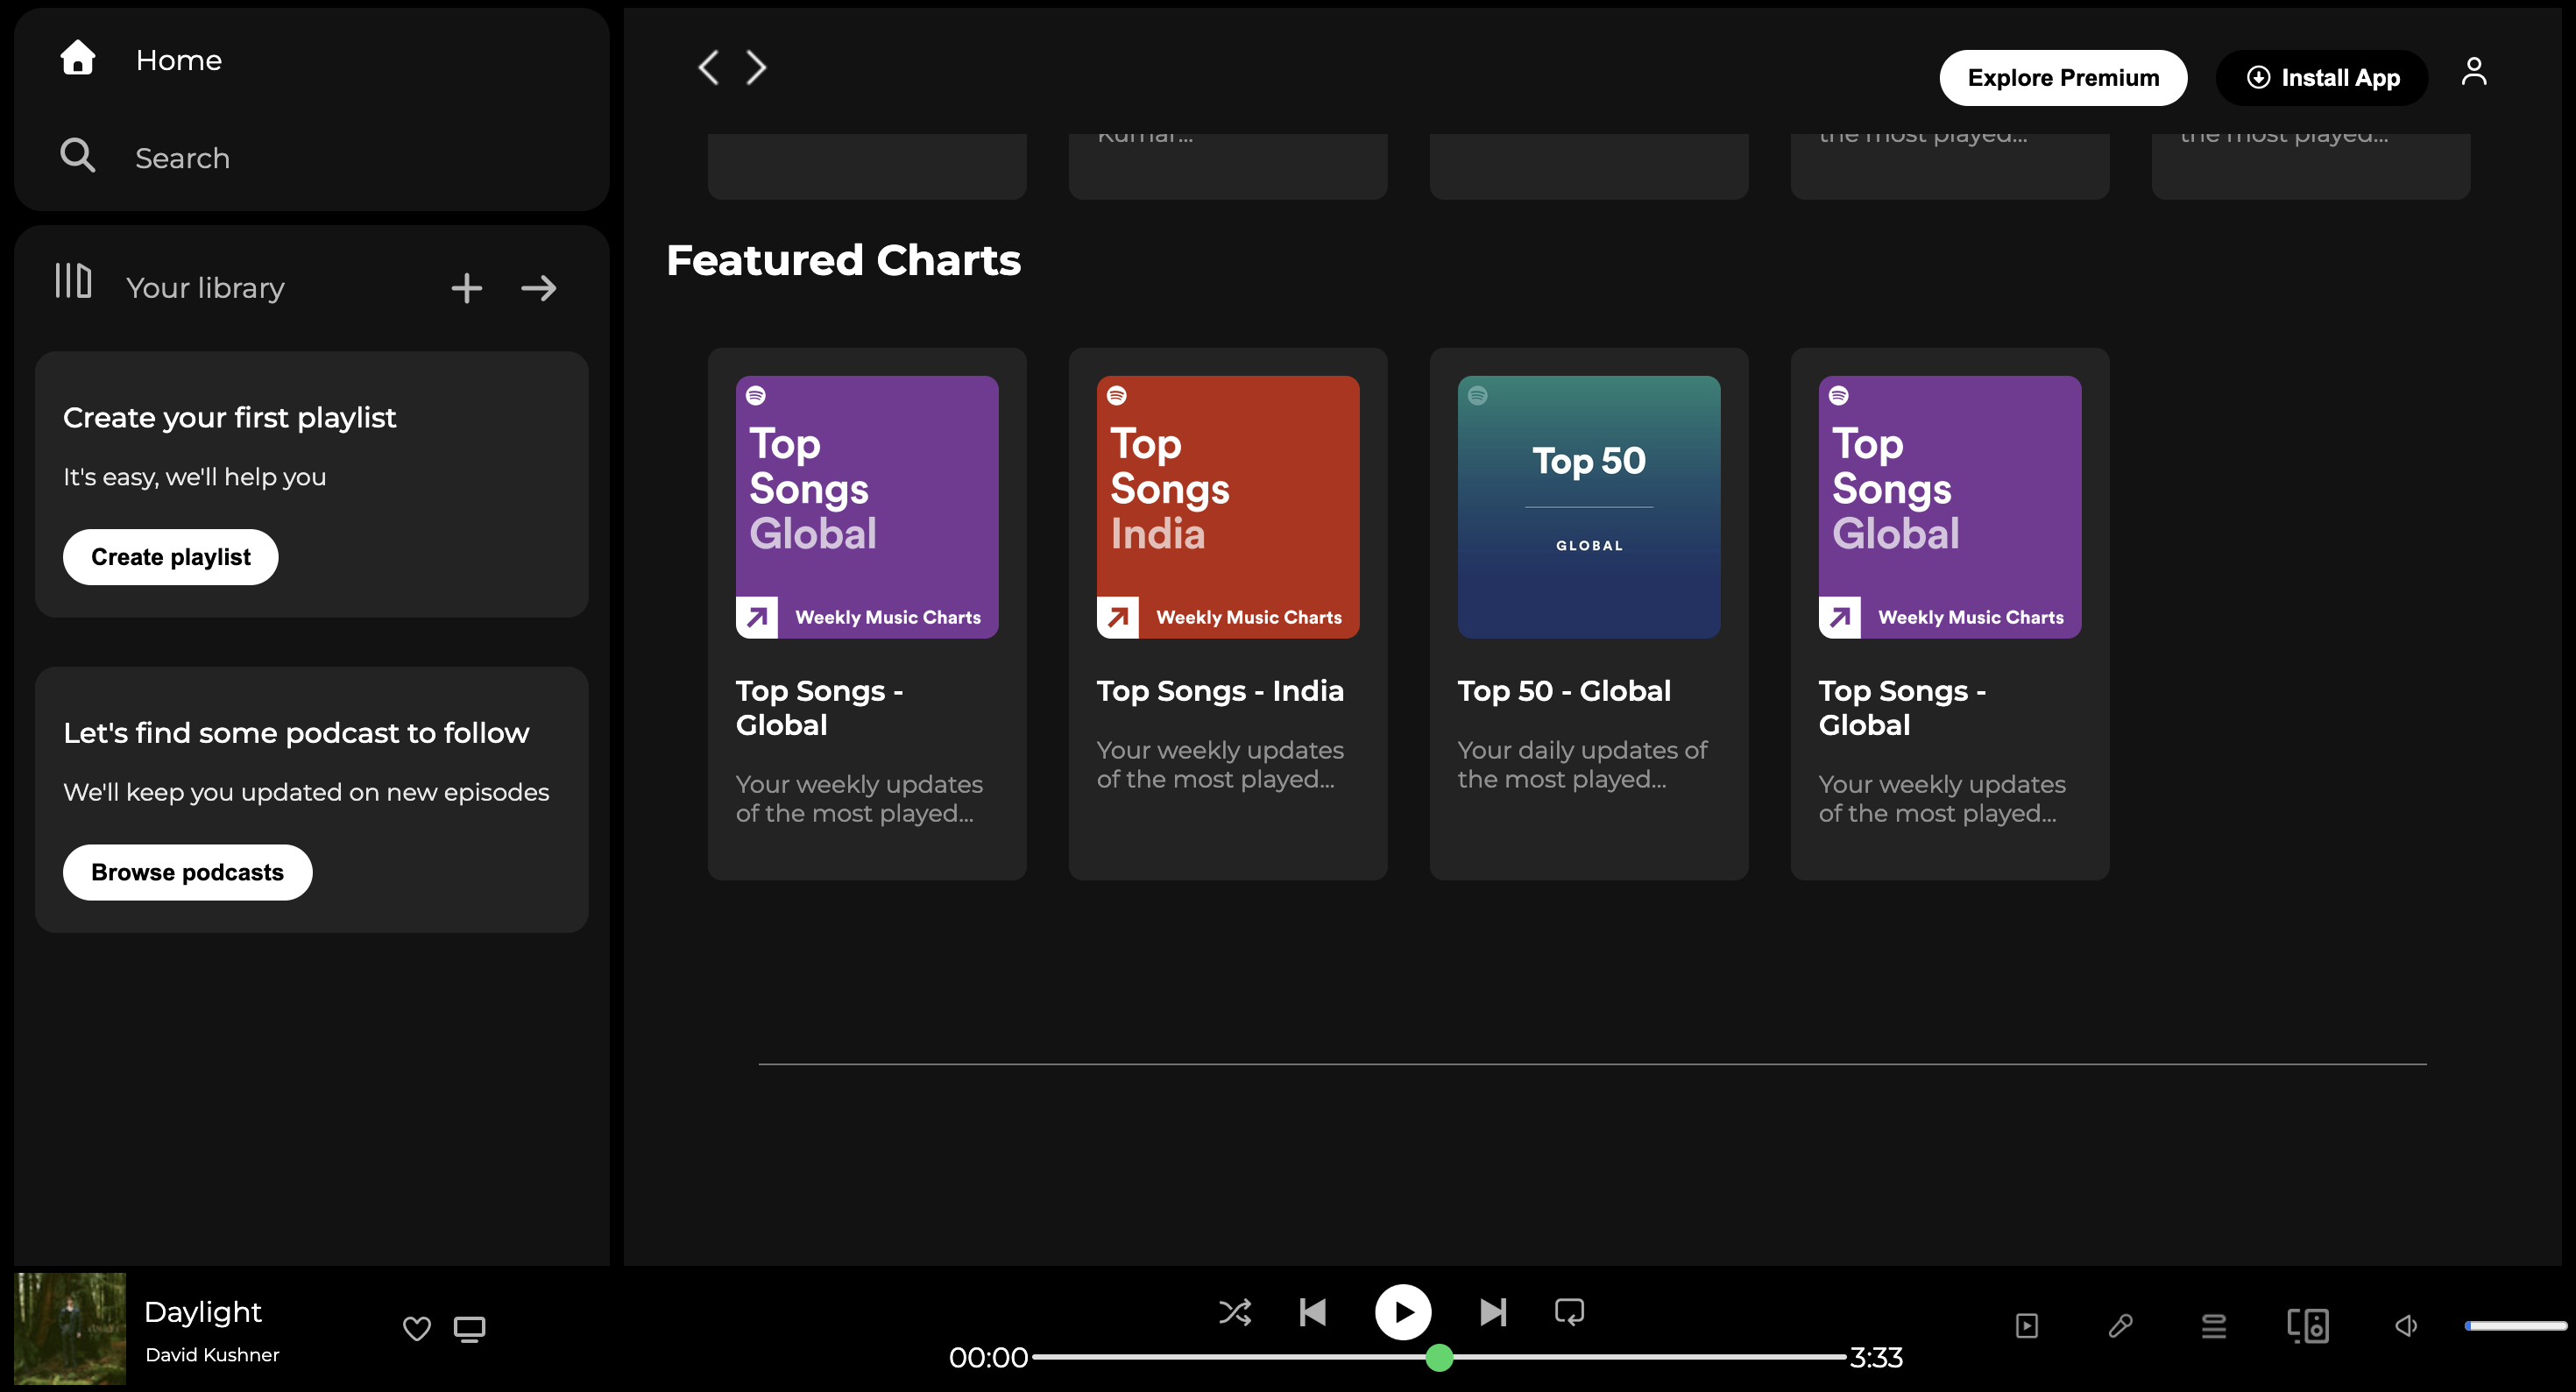 Home
Search
Your library
Create your first playlist
It's easy, we'll help you
Create playlist
Let's find some podcast to follow
We'll keep you updated on new episodes
Browse podcasts
Explore Premium
Install App
Kumar...
the most played...
the most played...
Featured Charts
Top
Songs
Global
Weekly Music Charts
Top Songs -
Global
Your weekly updates
of the most played...
Top
Songs
India
Weekly Music Charts
Top Songs - India
Your weekly updates
of the most played...
Top 50
GLOBAL
Top 50 - Global
Your daily updates of
the most played...
Top
Songs
Global
Weekly Music Charts
Top Songs -
Global
Your weekly updates
of the most played...
Daylight
David Kushner
00:00
3:33